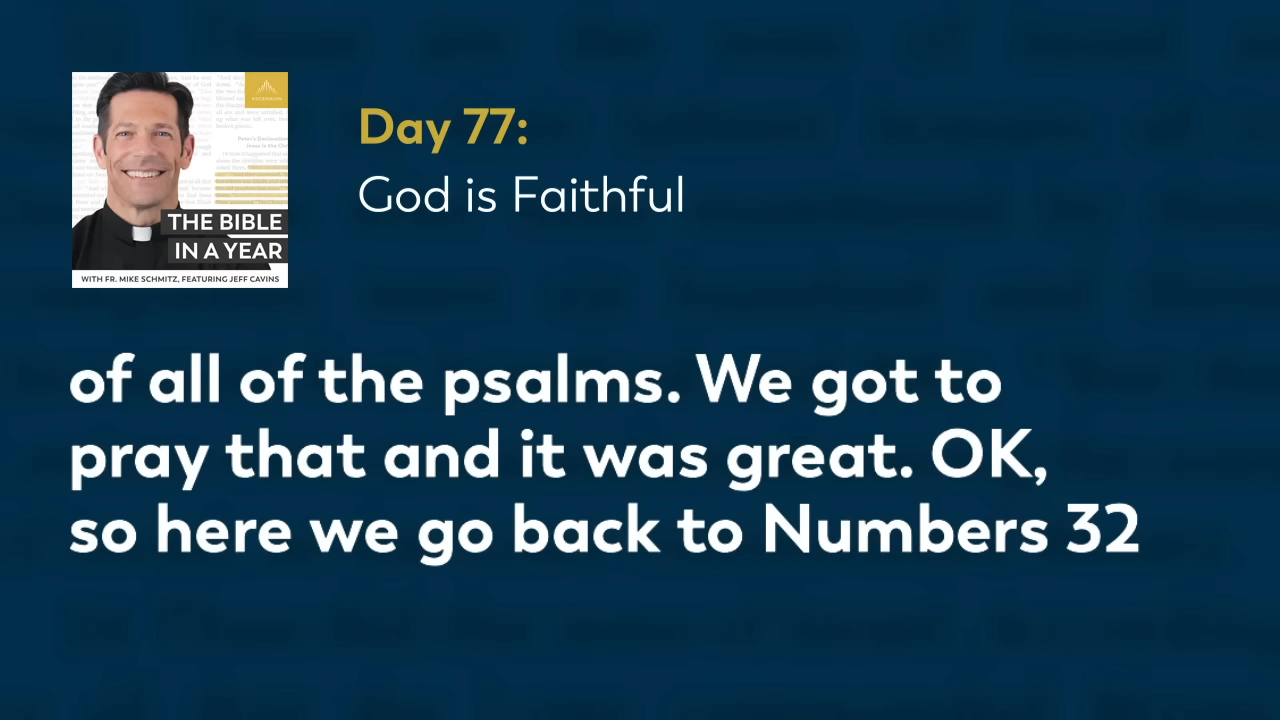 Day 77:
God is Faithful
THE BIBLE
IN A YEAR
WITH FR. MIKE SCHMITZ, FEATURING JEFF CAVINS
of all of the psalms. We got to
pray that and it was great. OK,
so here we go back to Numbers 32